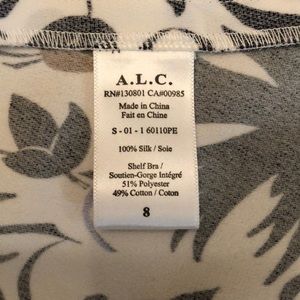 A.L.C.
RN#130801 CA#00985
Made in China
Fait en Chine
S - 01 - 1 60110PE
100% Silk / Soie
Shelf Bra /
Soutien-Gorge Intégré
51% Polyester
49% Cotton / Coton
8